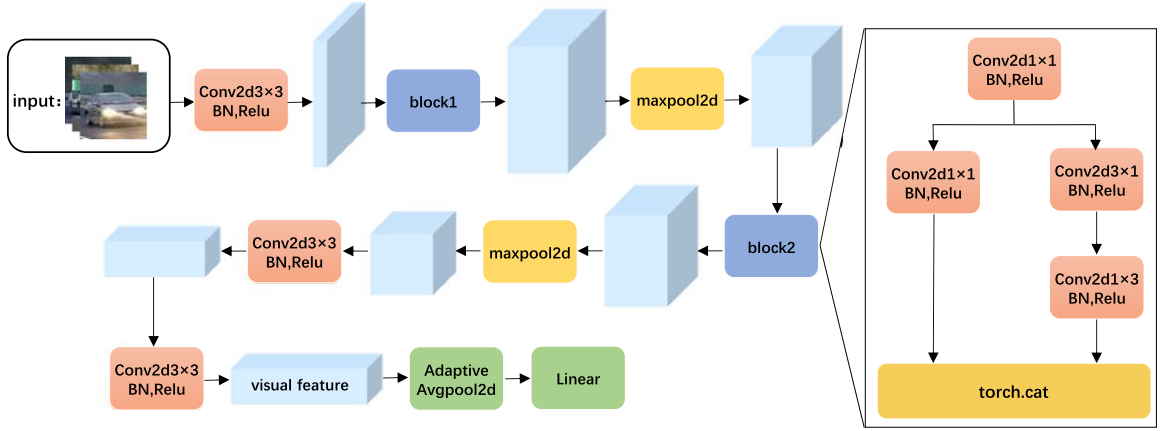 input:
Conv2d3×3
BN,Relu
block1
maxpool2d
block2
maxpool2d
Conv2d3×3
BN,Relu
Conv2d3×3
BN,Relu
visual feature
Adaptive
Avgpool2d
Linear
Conv2d1×1
BN,Relu
Conv2d1×1
BN,Relu
Conv2d3×1
BN,Relu
Conv2d1×3
BN,Relu
torch.cat